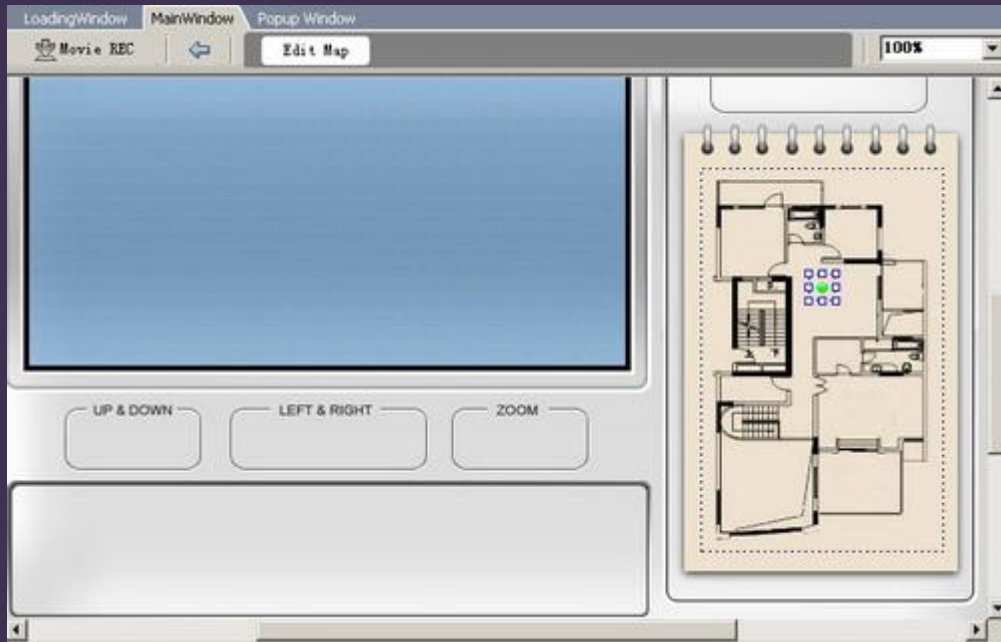 LoadingWindow MainWindow Popup Window
Movie REC Edit Map 100%
UP & DOWN LEFT & RIGHT ZOOM